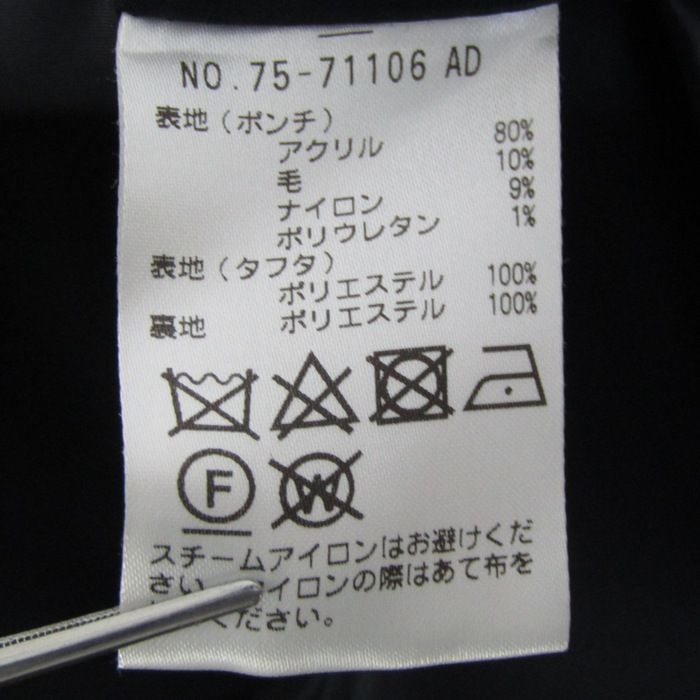 NO.75-71106 AD
表地(ポンチ)
アクリル 80%
毛 10%
ナイロン 9%
ポリウレタン 1%
表地(タフタ)
ポリエステル 100%
裏地 ポリエステル 100%
F W
スチームアイロンはお避けくだ
さい イロンの際はあて布を
ください。